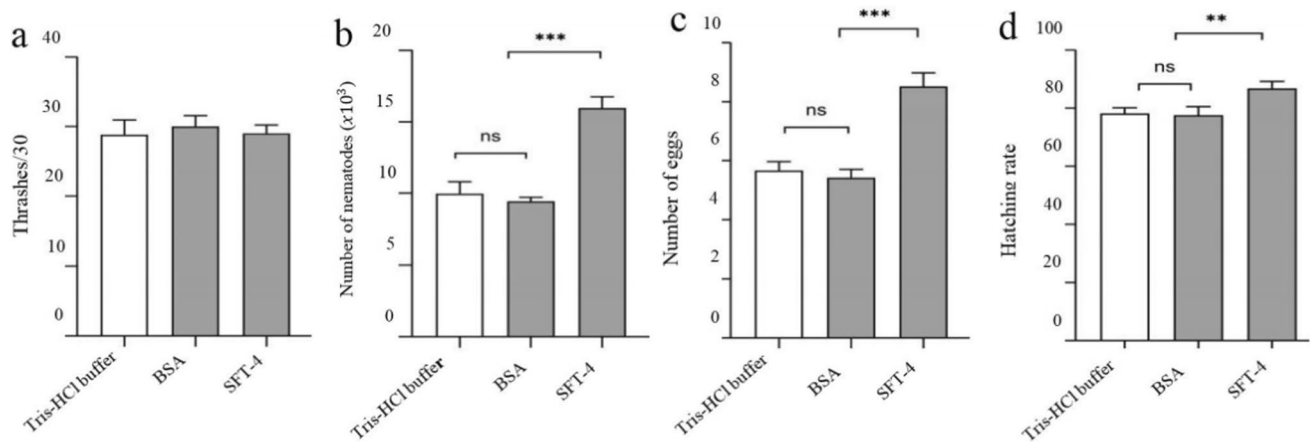 a
Thrashes/30
40
30
20
10
0
Tris-HCl buffer
BSA
SFT-4
b
Number of nematodes (x10³)
20
15
10
5
0
ns
***
Tris-HCl buffer
BSA
SFT-4
c
Number of eggs
10
8
6
4
2
0
ns
***
Tris-HCl buffer
BSA
SFT-4
d
Hatching rate
100
80
60
40
20
0
ns
**
Tris-HCl buffer
BSA
SFT-4